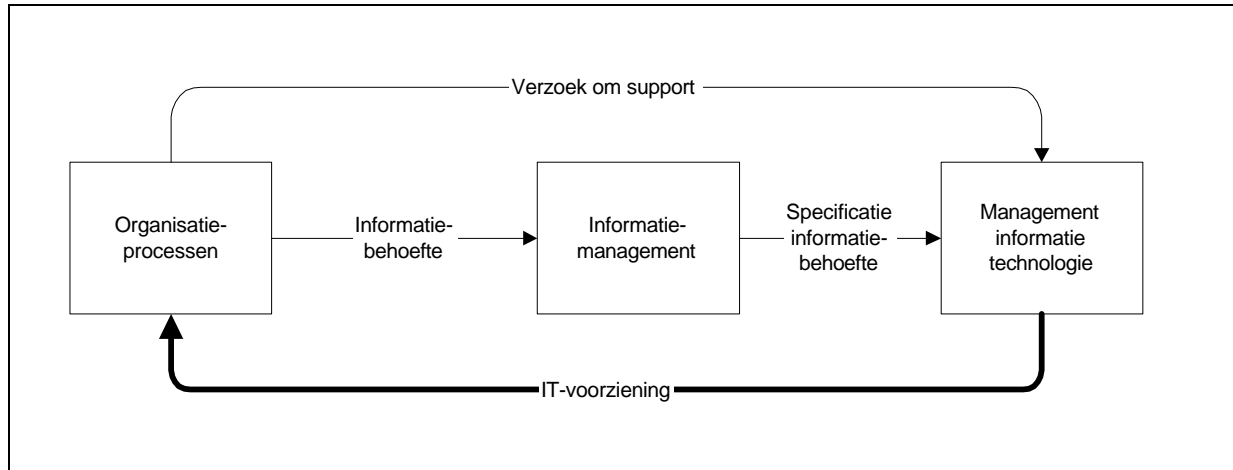 Verzoek om support
Organisatie-
processen
Informatie-
behoefte
Informatie-
management
Specificatie
informatie-
behoefte
Management
informatie
technologie
IT-voorziening